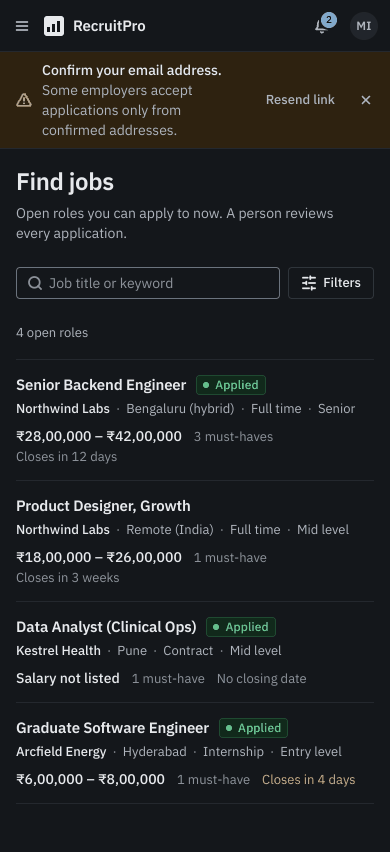 RecruitPro
2
MI
Confirm your email address.
Some employers accept
applications only from
confirmed addresses.
Resend link
Find jobs
Open roles you can apply to now. A person reviews
every application.
Job title or keyword
Filters
4 open roles
Senior Backend Engineer Applied
Northwind Labs · Bengaluru (hybrid) · Full time · Senior
₹28,00,000 – ₹42,00,000 3 must-haves
Closes in 12 days
Product Designer, Growth
Northwind Labs · Remote (India) · Full time · Mid level
₹18,00,000 – ₹26,00,000 1 must-have
Closes in 3 weeks
Data Analyst (Clinical Ops) Applied
Kestrel Health · Pune · Contract · Mid level
Salary not listed 1 must-have No closing date
Graduate Software Engineer Applied
Arcfield Energy · Hyderabad · Internship · Entry level
₹6,00,000 – ₹8,00,000 1 must-have Closes in 4 days